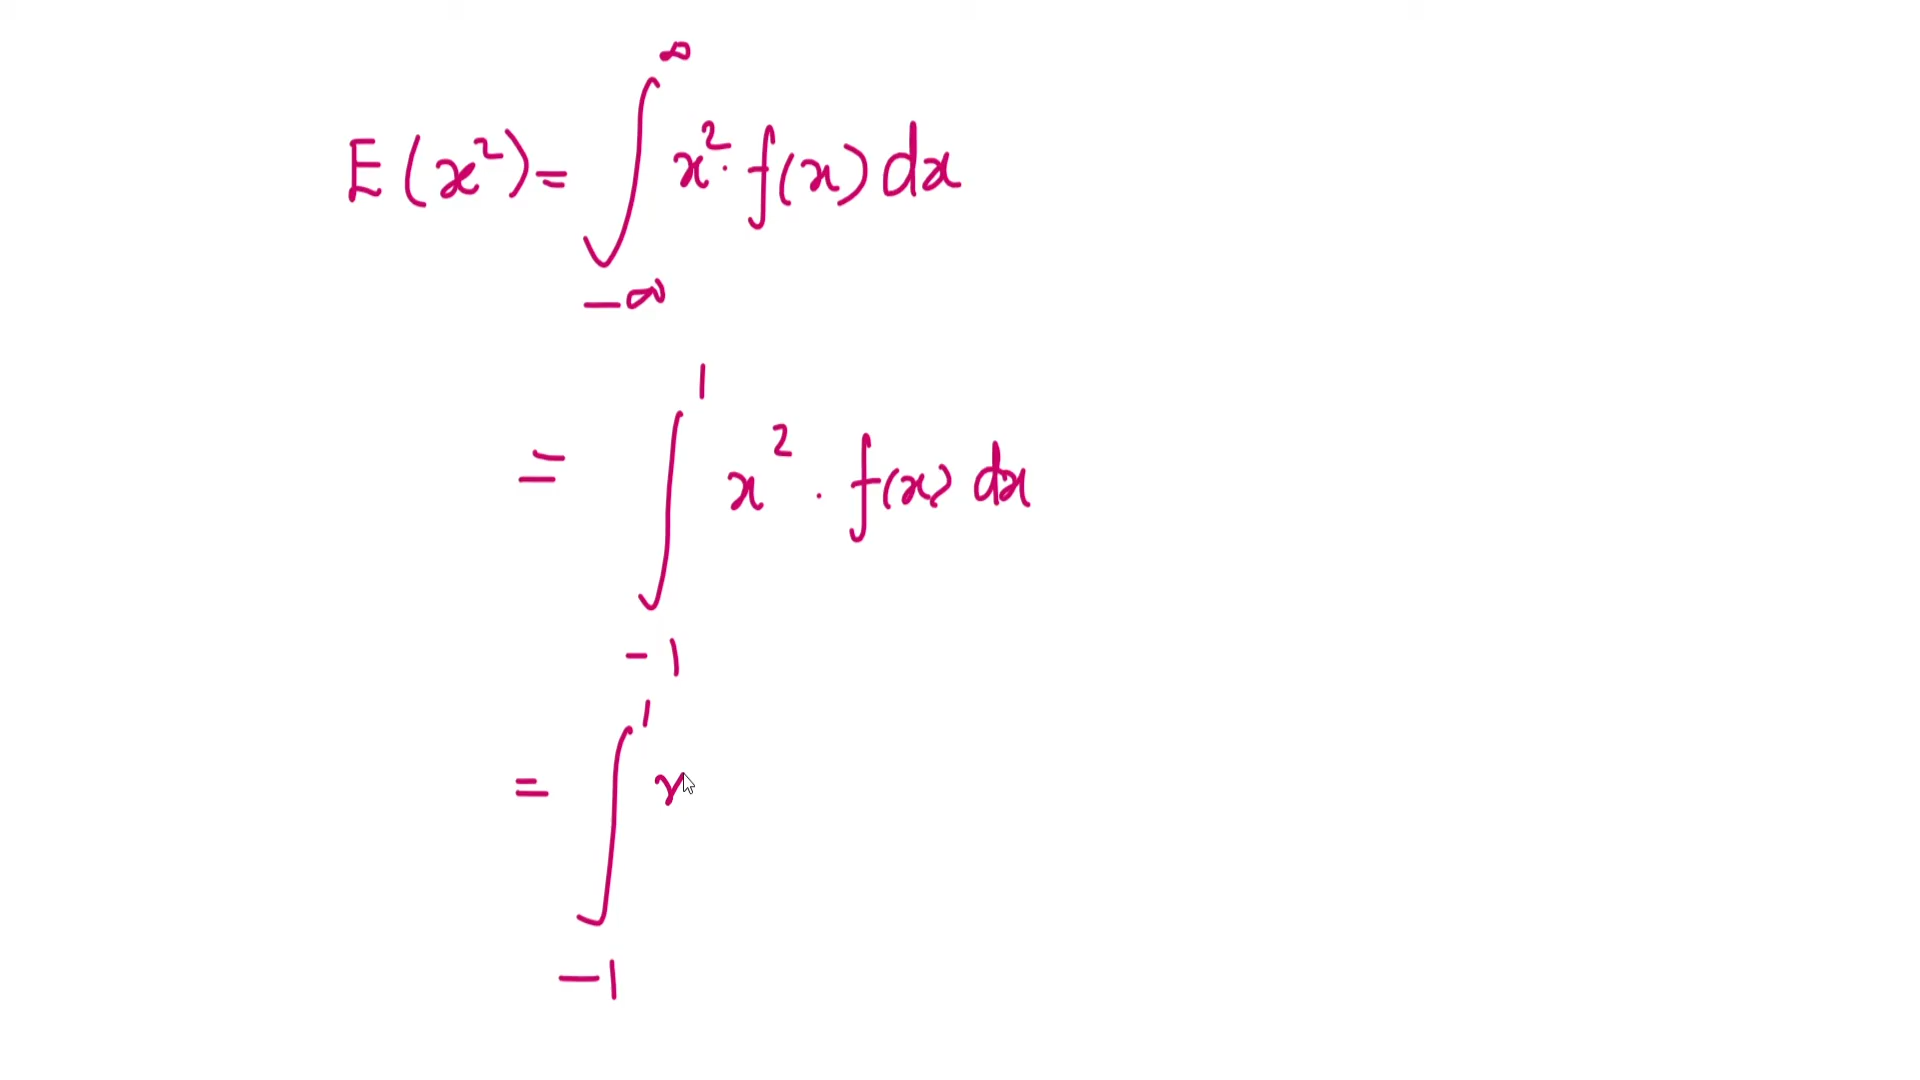 E(x²) = ∫_{-∞}^{∞} x² · f(x) dx
= ∫_{-1}^{1} x² · f(x) dx
= ∫_{-1}^{1} x